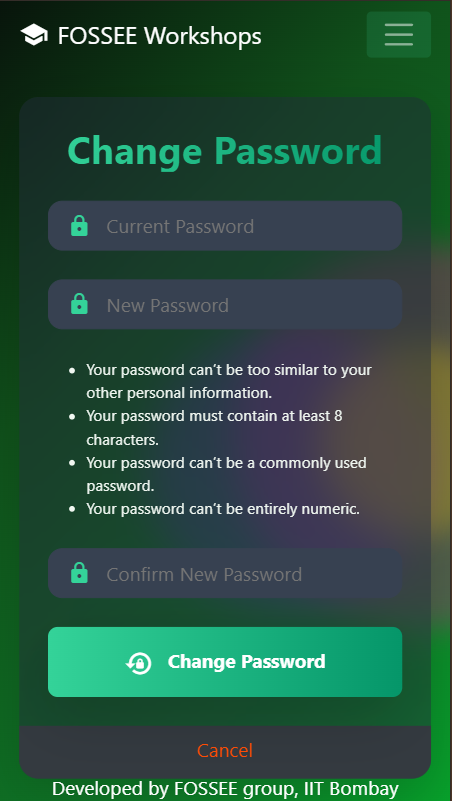 FOSSEE Workshops
Change Password
Current Password
New Password
• Your password can’t be too similar to your
other personal information.
• Your password must contain at least 8
characters.
• Your password can’t be a commonly used
password.
• Your password can’t be entirely numeric.
Confirm New Password
Change Password
Cancel
Developed by FOSSEE group, IIT Bombay